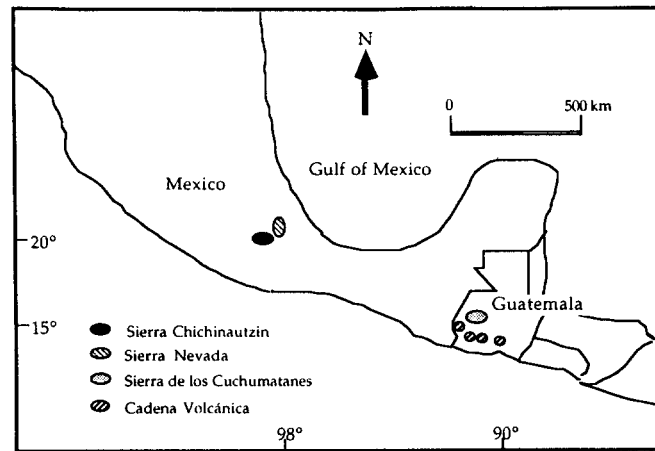 N
0 500 km
Gulf of Mexico
Mexico
20°
Guatemala
15°
Sierra Chichinautzin
Sierra Nevada
Sierra de los Cuchumatanes
Cadena Volcánica
98° 90°